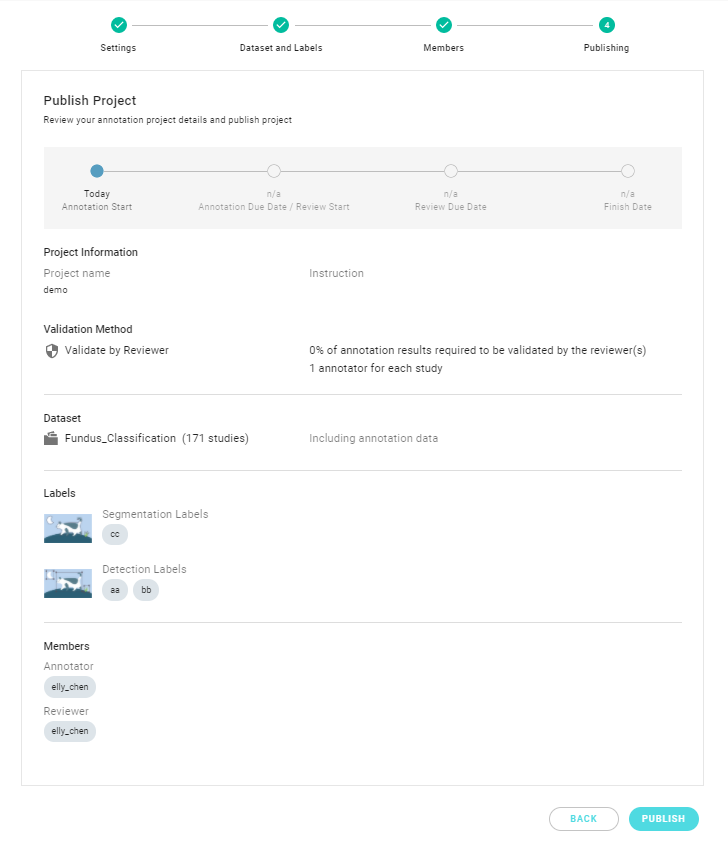 4
Settings
Dataset and Labels
Members
Publishing
Publish Project
Review your annotation project details and publish project
Today
Annotation Start
n/a
Annotation Due Date / Review Start
n/a
Review Due Date
n/a
Finish Date
Project Information
Project name
Instruction
demo
Validation Method
Validate by Reviewer
0% of annotation results required to be validated by the reviewer(s)
1 annotator for each study
Dataset
Fundus_Classification (171 studies)
Including annotation data
Labels
Segmentation Labels
cc
Detection Labels
aa bb
Members
Annotator
elly_chen
Reviewer
elly_chen
BACK PUBLISH